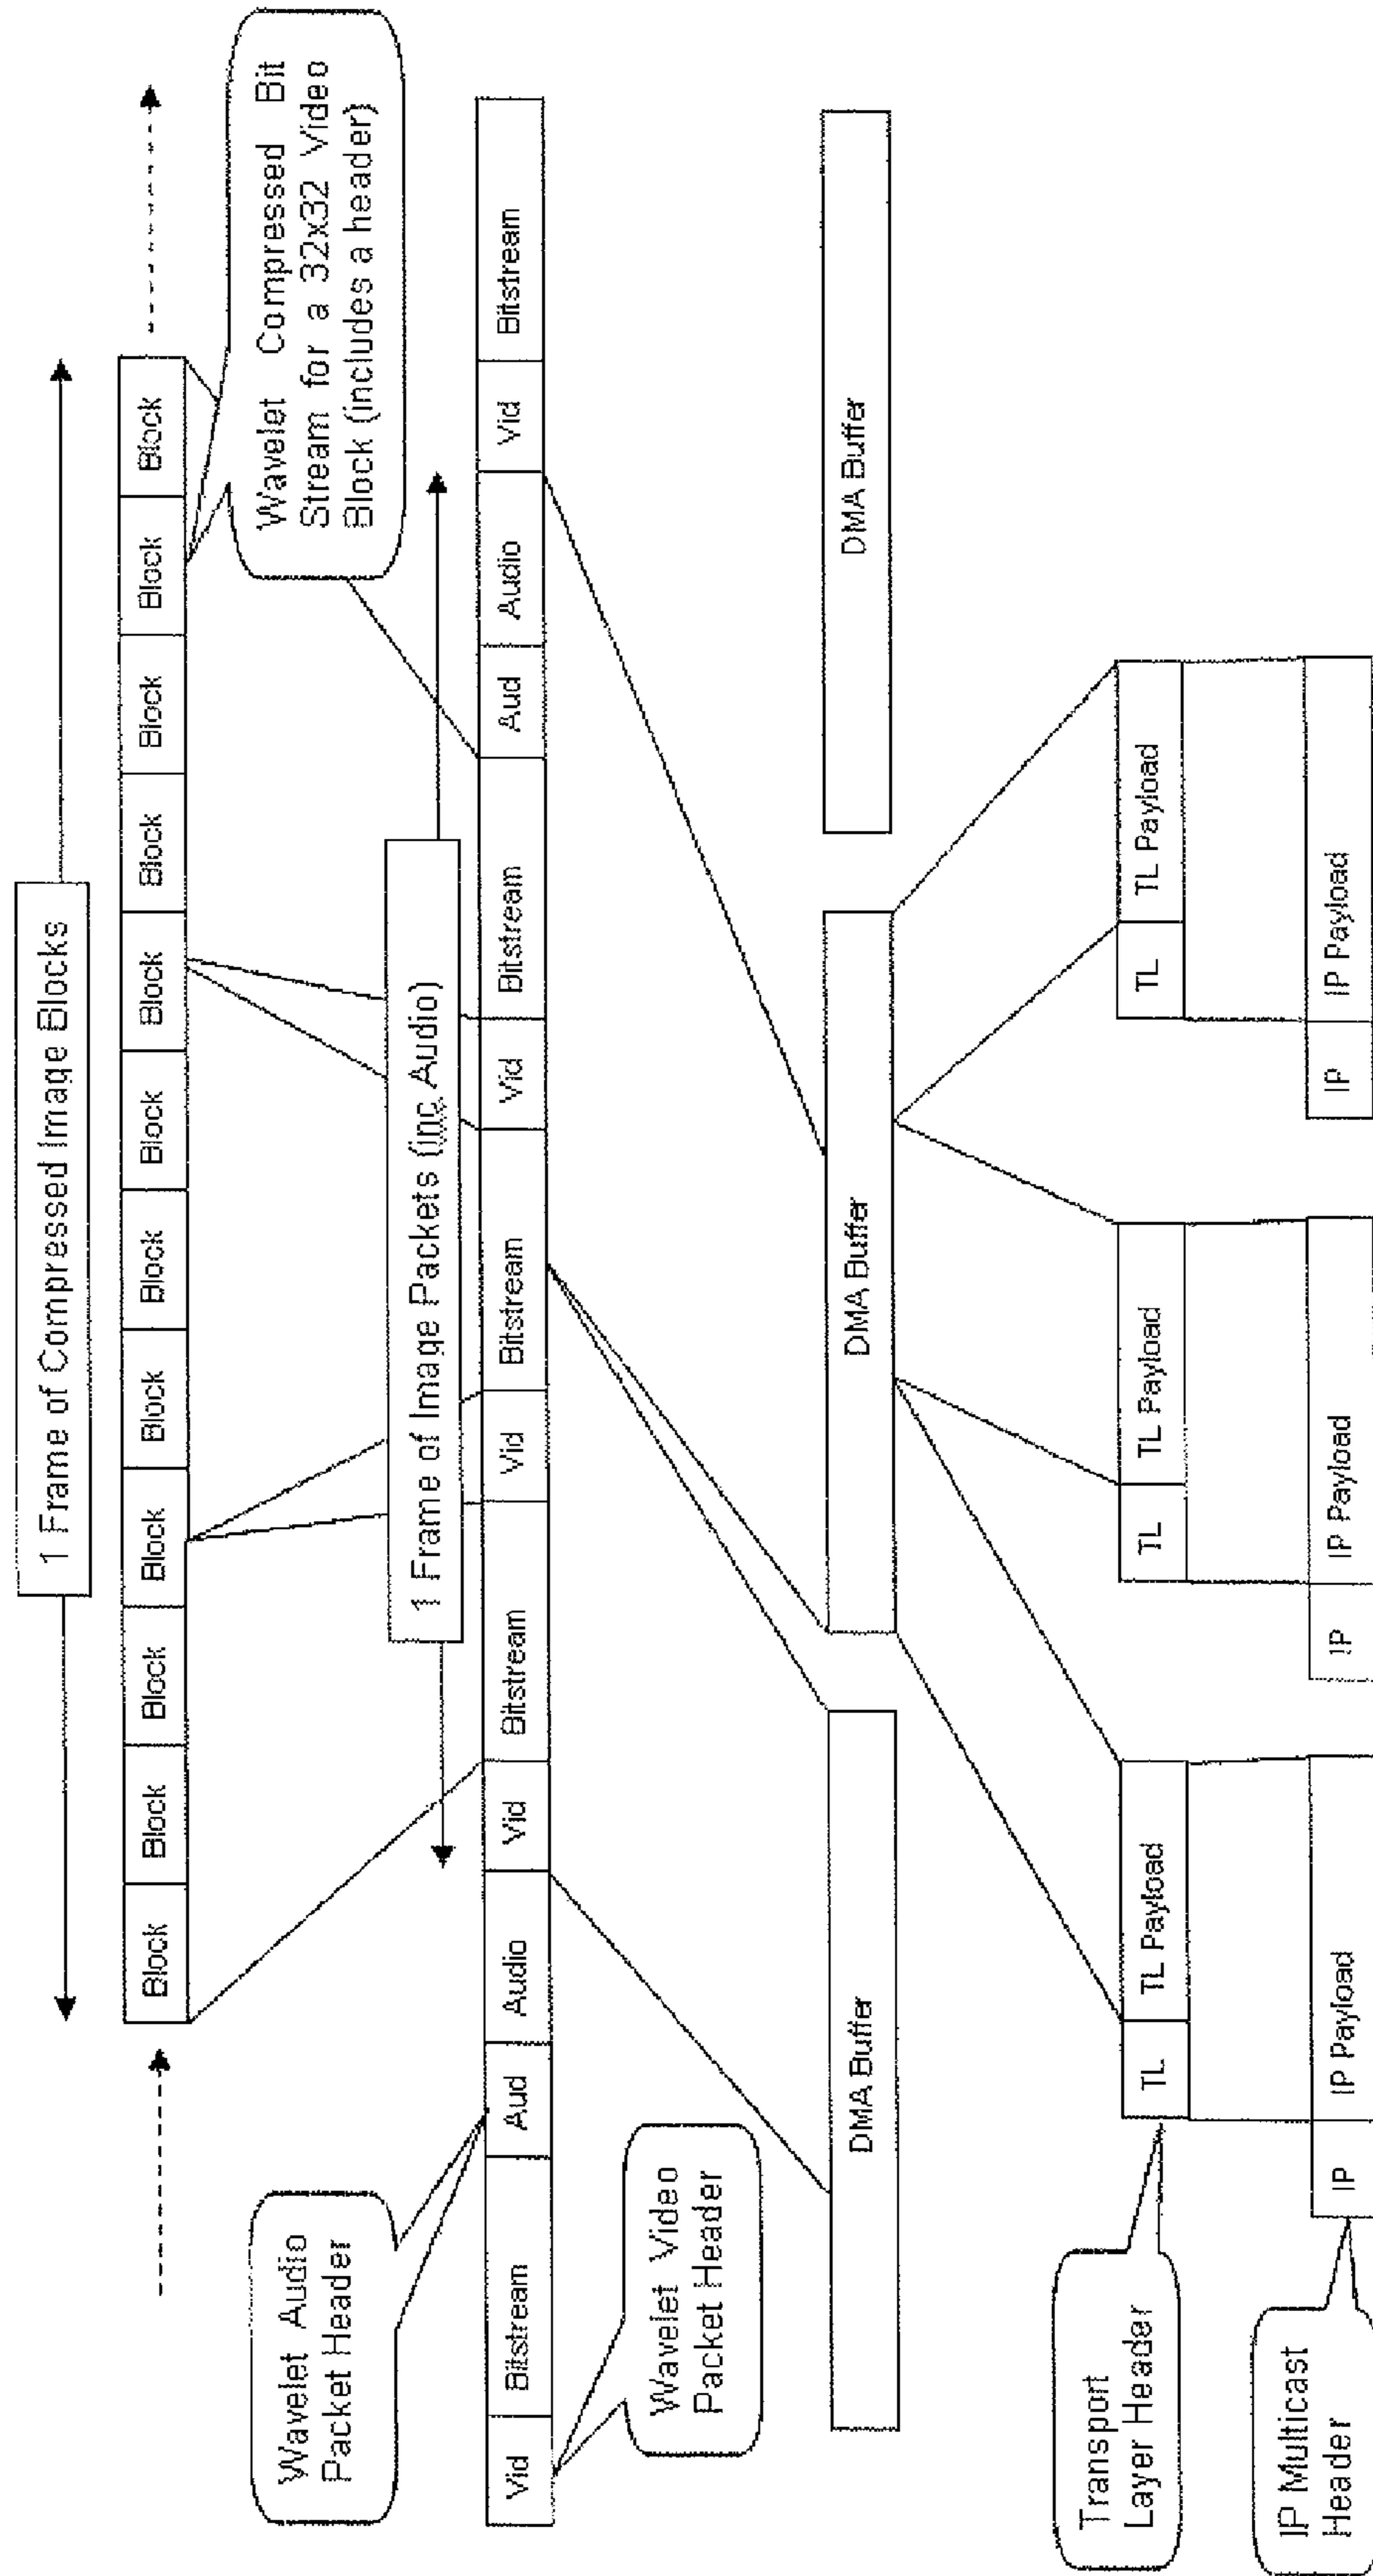 1 Frame of Compressed Image Blocks
Block
Block
Block
Block
Block
Block
Block
Block
Block
Block
Block
Block
Wavelet Audio
Packet Header
Wavelet Compressed Bit
Stream for a 32x32 Video
Block (includes a header)
1 Frame of Image Packets (inc Audio)
Vid
Bitstream
Aud
Audio
Vid
Bitstream
Vid
Bitstream
Vid
Bitstream
Aud
Audio
Vid
Bitstream
Wavelet Video
Packet Header
DMA Buffer
DMA Buffer
DMA Buffer
Transport
Layer Header
TL
TL Payload
TL
TL Payload
TL
TL Payload
IP Multicast
Header
IP
IP Payload
IP
IP Payload
IP
IP Payload